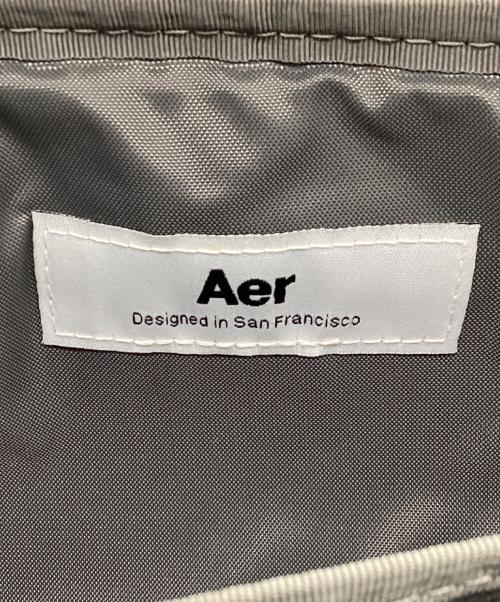 Aer
Designed in San Francisco